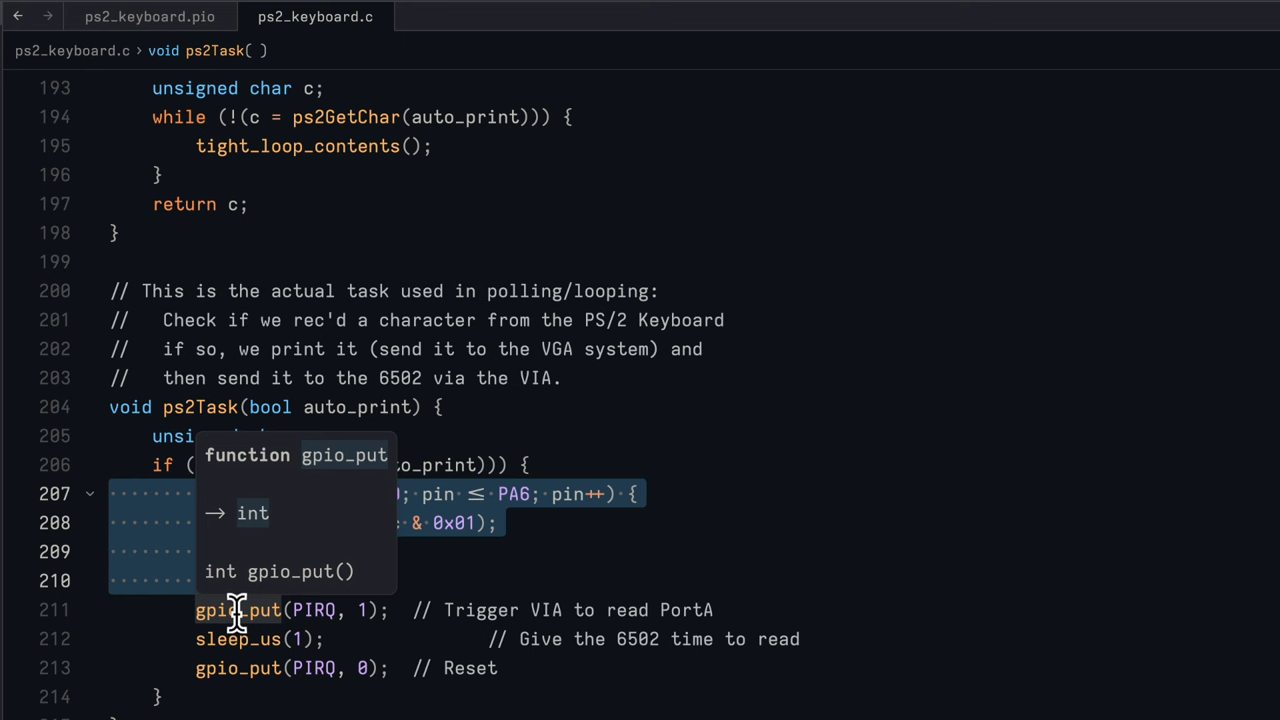 ps2_keyboard.pio
ps2_keyboard.c
ps2_keyboard.c › void ps2Task( )
193 unsigned char c;
194 while (!(c = ps2GetChar(auto_print))) {
195 tight_loop_contents();
196 }
197 return c;
198 }
199
200 // This is the actual task used in polling/looping:
201 // Check if we rec'd a character from the PS/2 Keyboard
202 // if so, we print it (send it to the VGA system) and
203 // then send it to the 6502 via the VIA.
204 void ps2Task(bool auto_print) {
205
206 if ( o_print))) {
function gpio_put
207 ; pin ≤ PA6; pin++) {
→ int
208 & 0x01);
209
int gpio_put()
210
211 gpio_put(PIRQ, 1); // Trigger VIA to read PortA
212 sleep_us(1); // Give the 6502 time to read
213 gpio_put(PIRQ, 0); // Reset
214 }